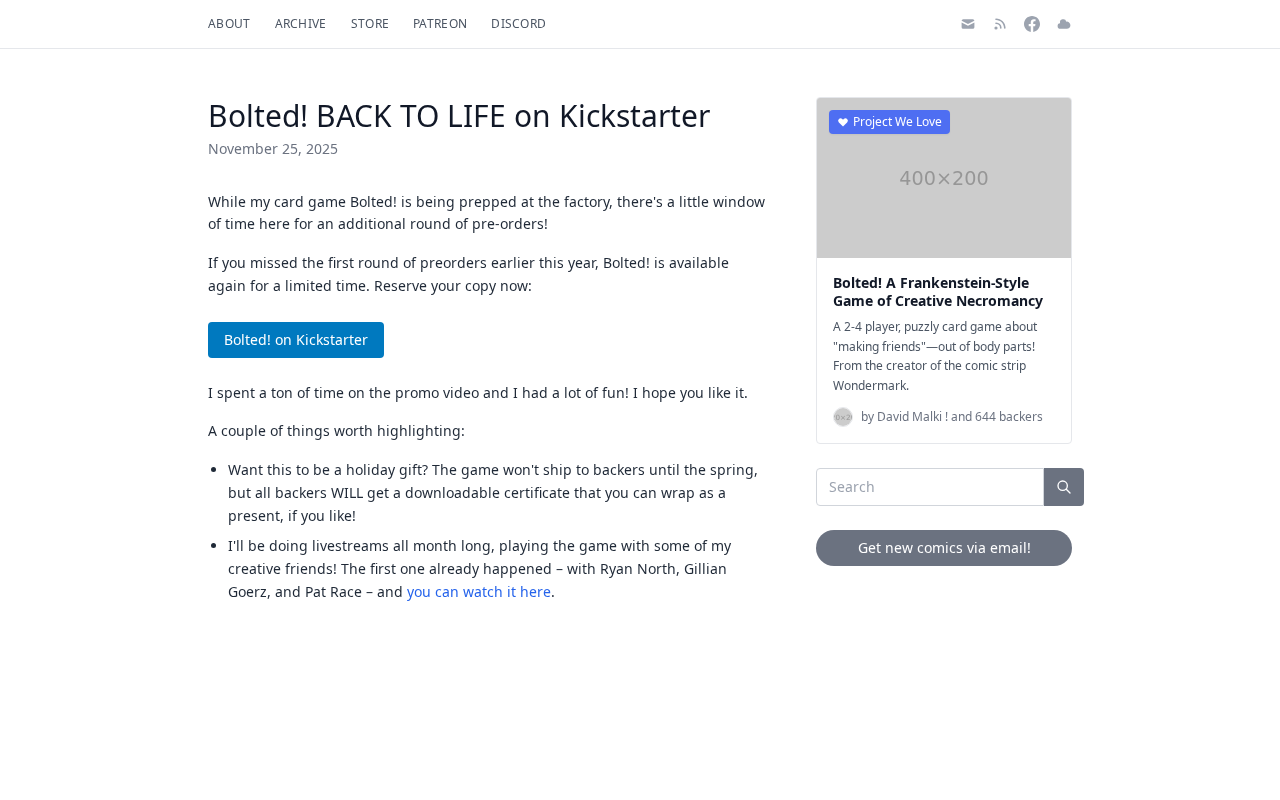 ABOUT ARCHIVE STORE PATREON DISCORD
Bolted! BACK TO LIFE on Kickstarter
November 25, 2025
While my card game Bolted! is being prepped at the factory, there's a little window
of time here for an additional round of pre-orders!
If you missed the first round of preorders earlier this year, Bolted! is available
again for a limited time. Reserve your copy now:
Bolted! on Kickstarter
I spent a ton of time on the promo video and I had a lot of fun! I hope you like it.
A couple of things worth highlighting:
• Want this to be a holiday gift? The game won't ship to backers until the spring,
but all backers WILL get a downloadable certificate that you can wrap as a
present, if you like!
• I'll be doing livestreams all month long, playing the game with some of my
creative friends! The first one already happened – with Ryan North, Gillian
Goerz, and Pat Race – and you can watch it here.
Project We Love
400×200
Bolted! A Frankenstein-Style
Game of Creative Necromancy
A 2-4 player, puzzly card game about
"making friends"—out of body parts!
From the creator of the comic strip
Wondermark.
by David Malki ! and 644 backers
Search
Get new comics via email!